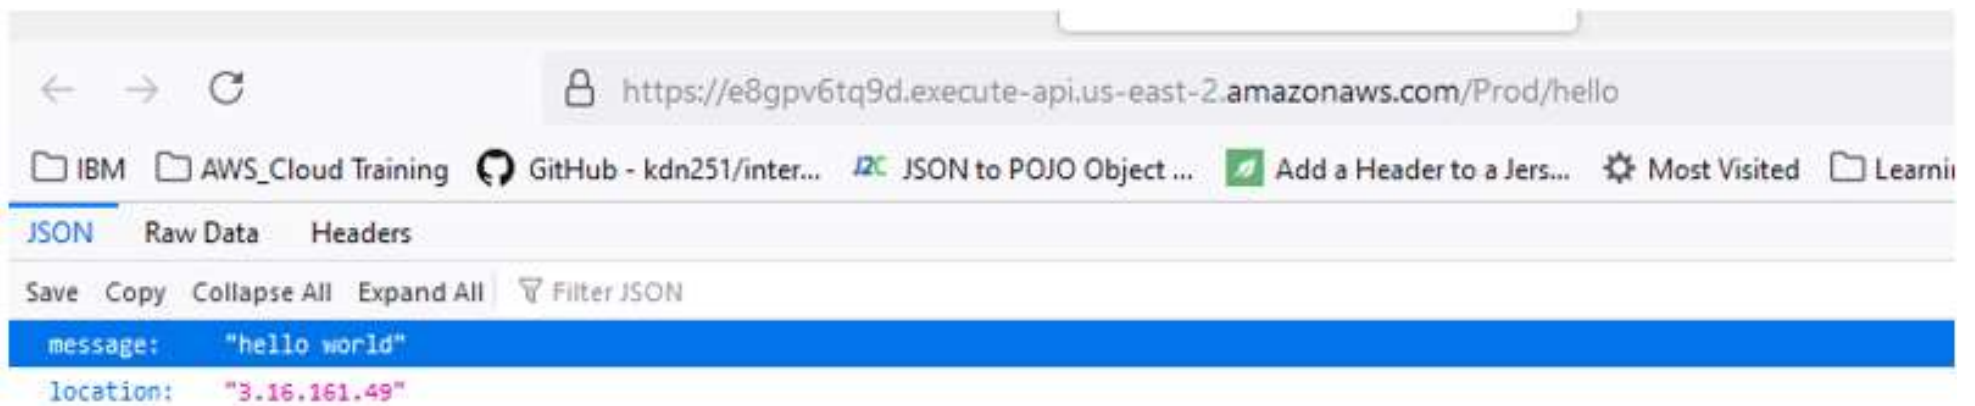 https://e8gpv6tq9d.execute-api.us-east-2.amazonaws.com/Prod/hello
IBM AWS_Cloud Training GitHub - kdn251/inter... J2C JSON to POJO Object ... Add a Header to a Jers... Most Visited Learni
JSON Raw Data Headers
Save Copy Collapse All Expand All Filter JSON
message: "hello world"
location: "3.16.161.49"